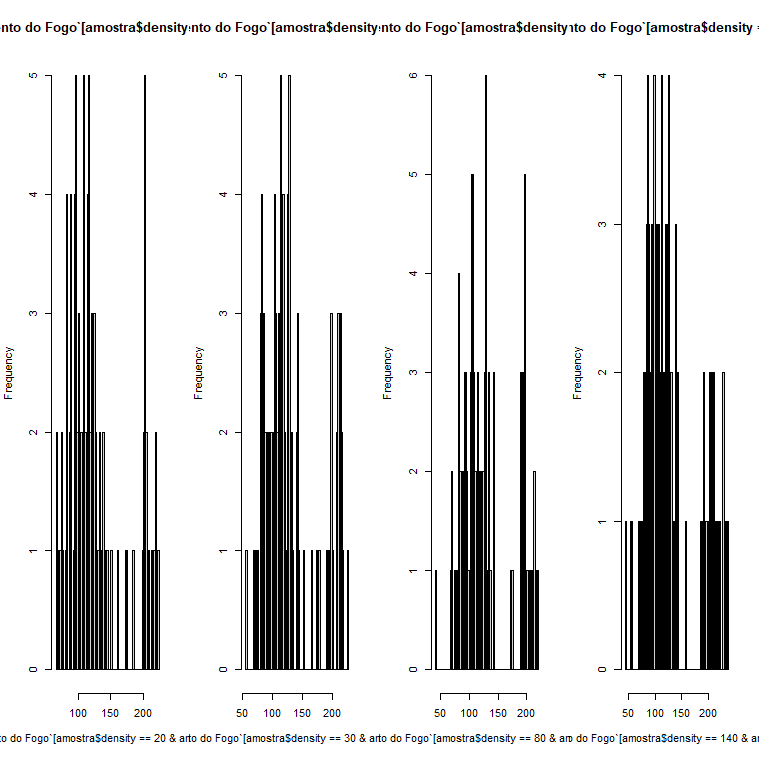 nto do Fogo`[amostra$density nto do Fogo`[amostra$density nto do Fogo`[amostra$density nto do Fogo`[amostra$density =
5 4 3 2 1 0
Frequency
100 150 200
5 4 3 2 1 0
Frequency
50 100 150 200
6 5 4 3 2 1 0
Frequency
50 100 150 200
4 3 2 1 0
Frequency
50 100 150 200
to do Fogo`[amostra$density == 20 & arto do Fogo`[amostra$density == 30 & arto do Fogo`[amostra$density == 80 & am do Fogo`[amostra$density == 140 & ar